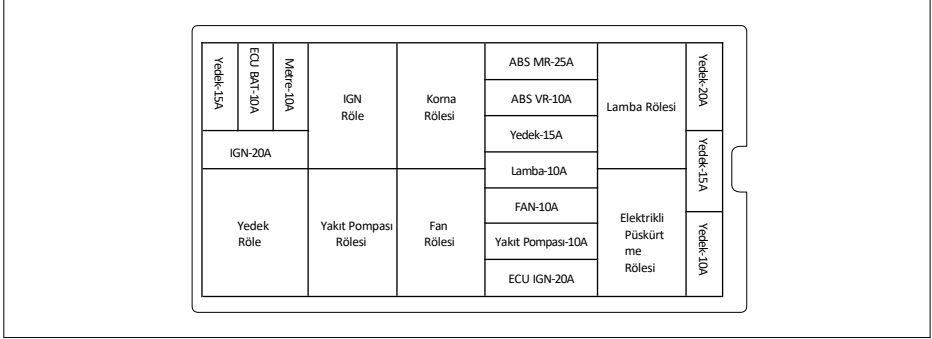 Yedek-15A
ECU BAT-10A
Metre-10A
IGN-20A
IGN
Röle
Korna
Rölesi
ABS MR-25A
ABS VR-10A
Yedek-15A
Lamba-10A
FAN-10A
Yakıt Pompası-10A
ECU IGN-20A
Lamba Rölesi
Yedek-20A
Yedek-15A
Yedek-10A
Yedek
Röle
Yakıt Pompası
Rölesi
Fan
Rölesi
Elektrikli
Püskürt
me
Rölesi